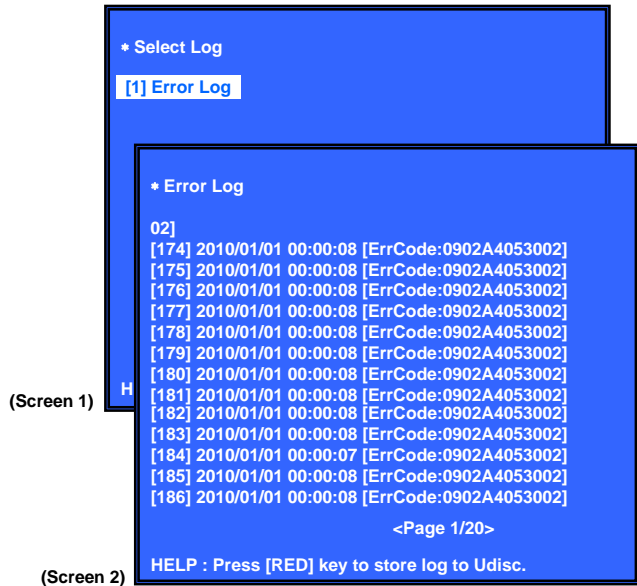 * Select Log
[1] Error Log
H
(Screen 1)
* Error Log
02]
[174] 2010/01/01 00:00:08 [ErrCode:0902A4053002]
[175] 2010/01/01 00:00:08 [ErrCode:0902A4053002]
[176] 2010/01/01 00:00:08 [ErrCode:0902A4053002]
[177] 2010/01/01 00:00:08 [ErrCode:0902A4053002]
[178] 2010/01/01 00:00:08 [ErrCode:0902A4053002]
[179] 2010/01/01 00:00:08 [ErrCode:0902A4053002]
[180] 2010/01/01 00:00:08 [ErrCode:0902A4053002]
[181] 2010/01/01 00:00:08 [ErrCode:0902A4053002]
[182] 2010/01/01 00:00:08 [ErrCode:0902A4053002]
[183] 2010/01/01 00:00:08 [ErrCode:0902A4053002]
[184] 2010/01/01 00:00:07 [ErrCode:0902A4053002]
[185] 2010/01/01 00:00:08 [ErrCode:0902A4053002]
[186] 2010/01/01 00:00:08 [ErrCode:0902A4053002]
<Page 1/20>
HELP : Press [RED] key to store log to Udisc.
(Screen 2)